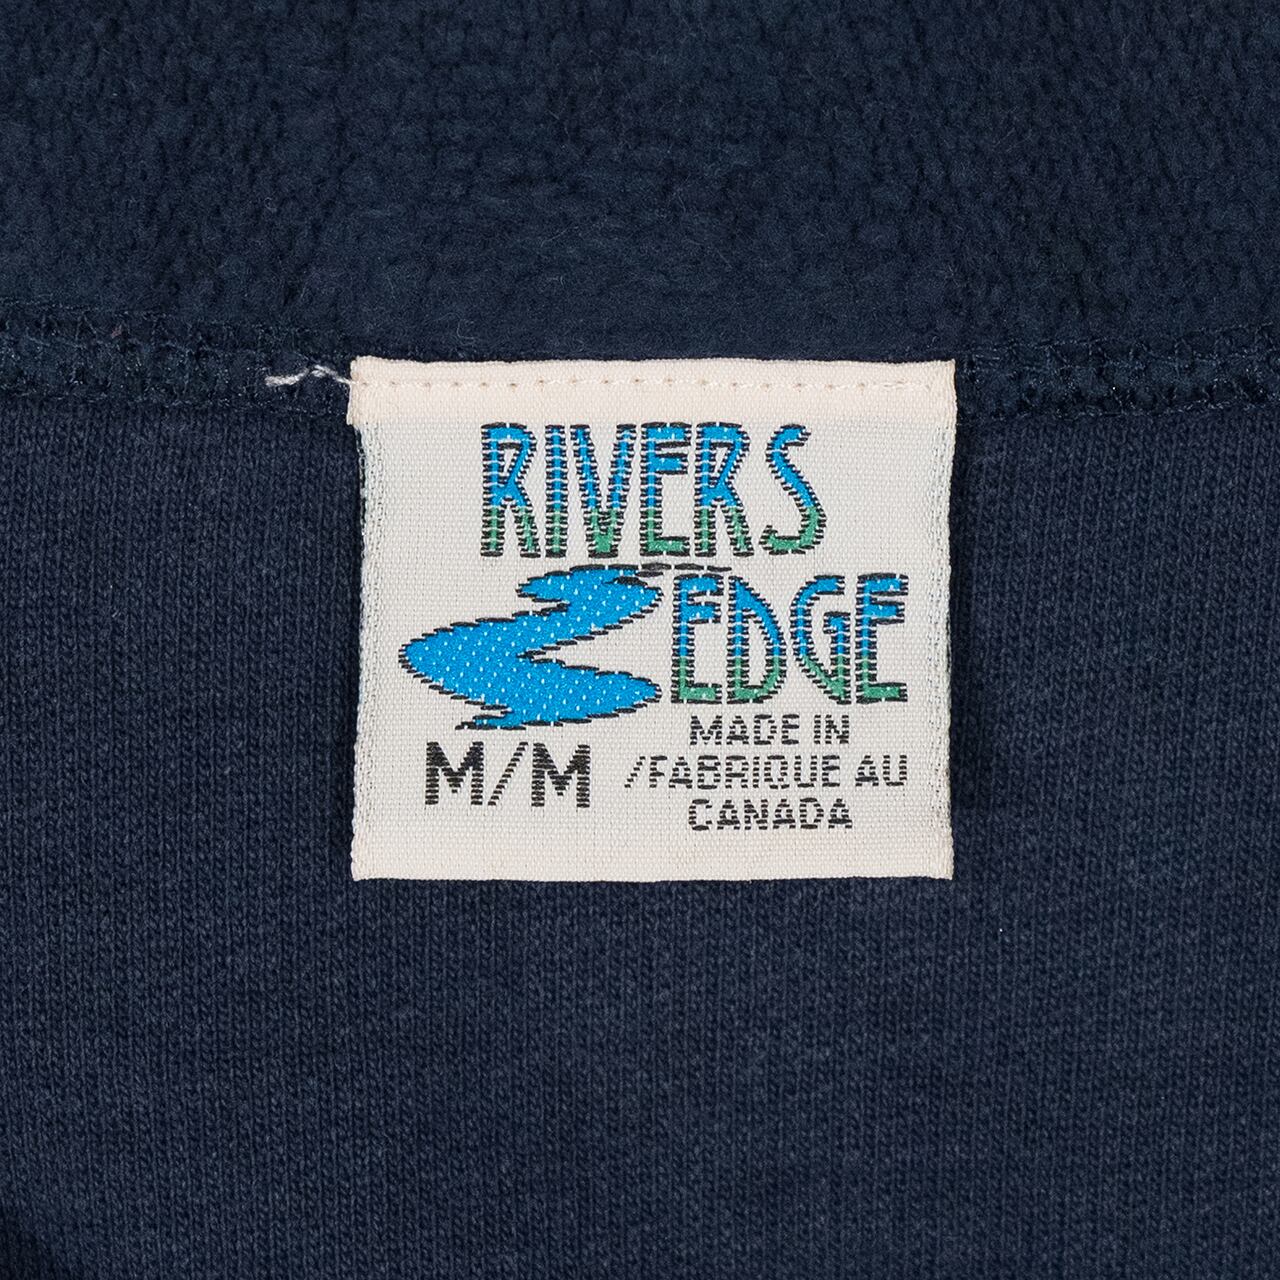 RIVERS
EDGE
M/M
MADE IN
/FABRIQUE AU
CANADA